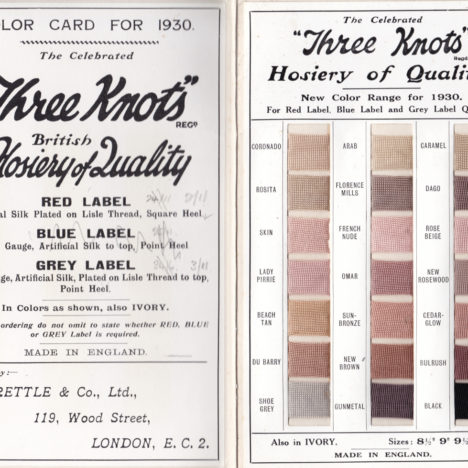 OLOR CARD FOR 1930.
The Celebrated
"Three Knots"
REGD
British
Hosiery of Quality
RED LABEL
al Silk Plated on Lisle Thread, Square Heel
BLUE LABEL
Gauge, Artificial Silk to top, Point Heel
GREY LABEL
ge, Artificial Silk, Plated on Lisle Thread to top,
Point Heel.
In Colors as shown, also IVORY.
ordering do not omit to state whether RED, BLUE
or GREY Label is required.
MADE IN ENGLAND.
y:—
RETTLE & Co., Ltd.,
119, Wood Street,
LONDON, E.C. 2.
The Celebrated
"Three Knots"
Regd
Hosiery of Qualit
New Color Range for 1930.
For Red Label, Blue Label and Grey Label Q
CORONADO ARAB CARAMEL
ROSITA FLORENCE MILLS DAGO
SKIN FRENCH NUDE ROSE BEIGE
LADY PIRRIE OMAR NEW ROSEWOOD
BEACH TAN SUN-BRONZE CEDAR-GLOW
DU BARRY NEW BROWN BULRUSH
SHOE GREY GUNMETAL BLACK
Also in IVORY. Sizes: 8½" 9" 9½
MADE IN ENGLAND.